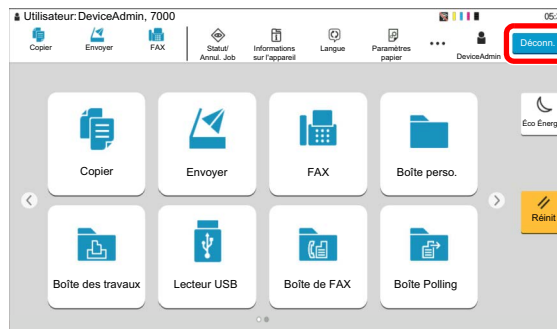 Utilisateur:DeviceAdmin, 7000
Copier
Envoyer
FAX
Statut/
Annul. Job
Informations
sur l'appareil
Langue
Paramètres
papier
DeviceAdmin
Déconn.
Copier
Envoyer
FAX
Boîte perso.
Éco Énerg
Réinit
Boîte des travaux
Lecteur USB
Boîte de FAX
Boîte Polling